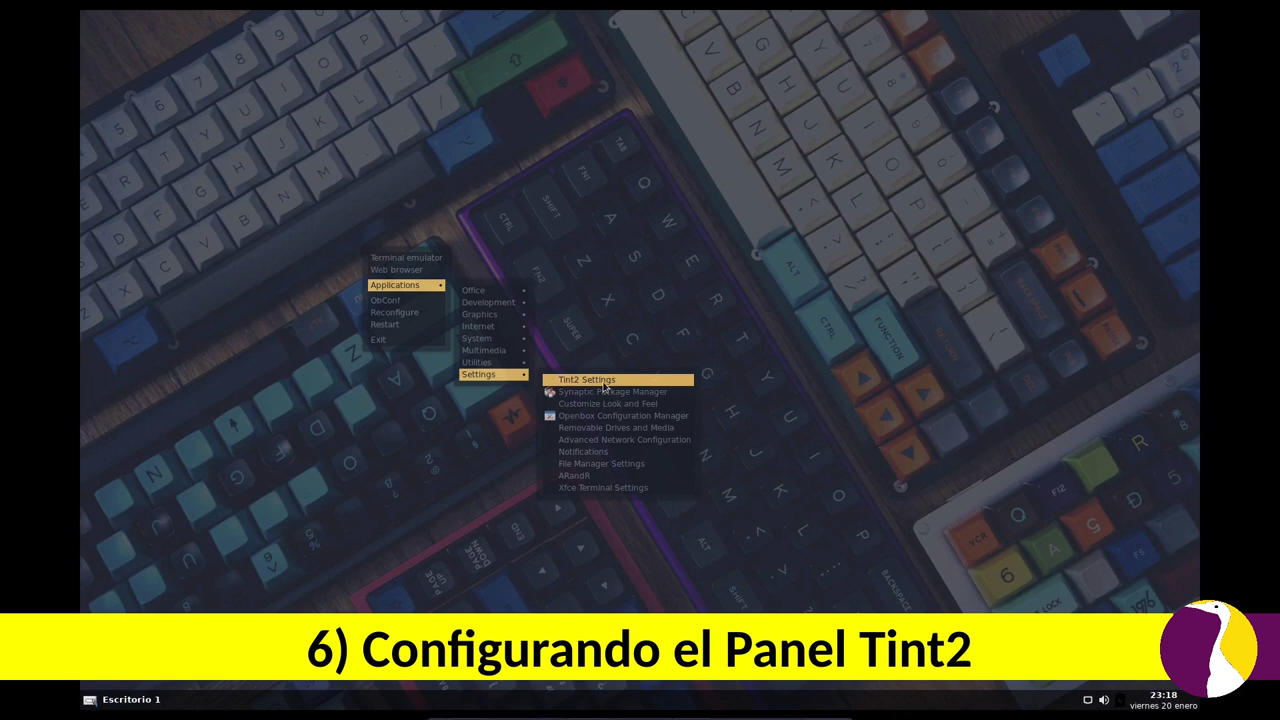 Terminal emulator
Web browser
Applications
ObConf
Reconfigure
Restart
Exit
Office
Development
Graphics
Internet
System
Multimedia
Utilities
Settings
Tint2 Settings
Synaptic Package Manager
Customize Look and Feel
Openbox Configuration Manager
Removable Drives and Media
Advanced Network Configuration
Notifications
File Manager Settings
ARandR
Xfce Terminal Settings
6) Configurando el Panel Tint2
Escritorio 1
23:18
viernes 20 enero